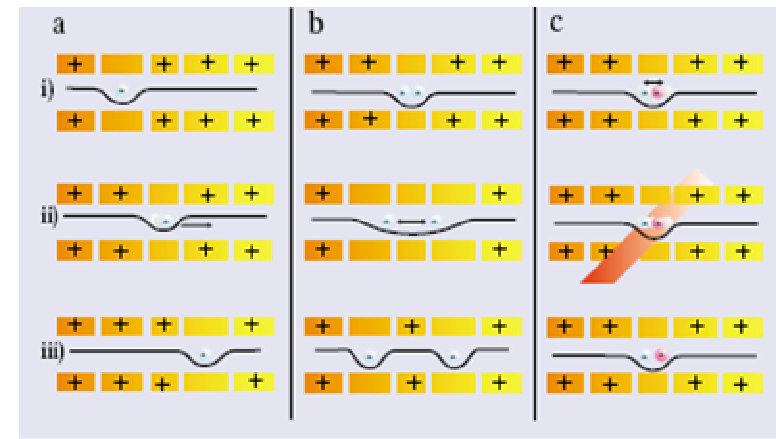 a b c
+ + + + + + + + + + + +
i)
+ + + + + + + + + + + +
+ + + + + + + + + +
ii)
+ + + + + + + + + +
+ + + + + + + + + + +
iii)
+ + + + + + + + + + +